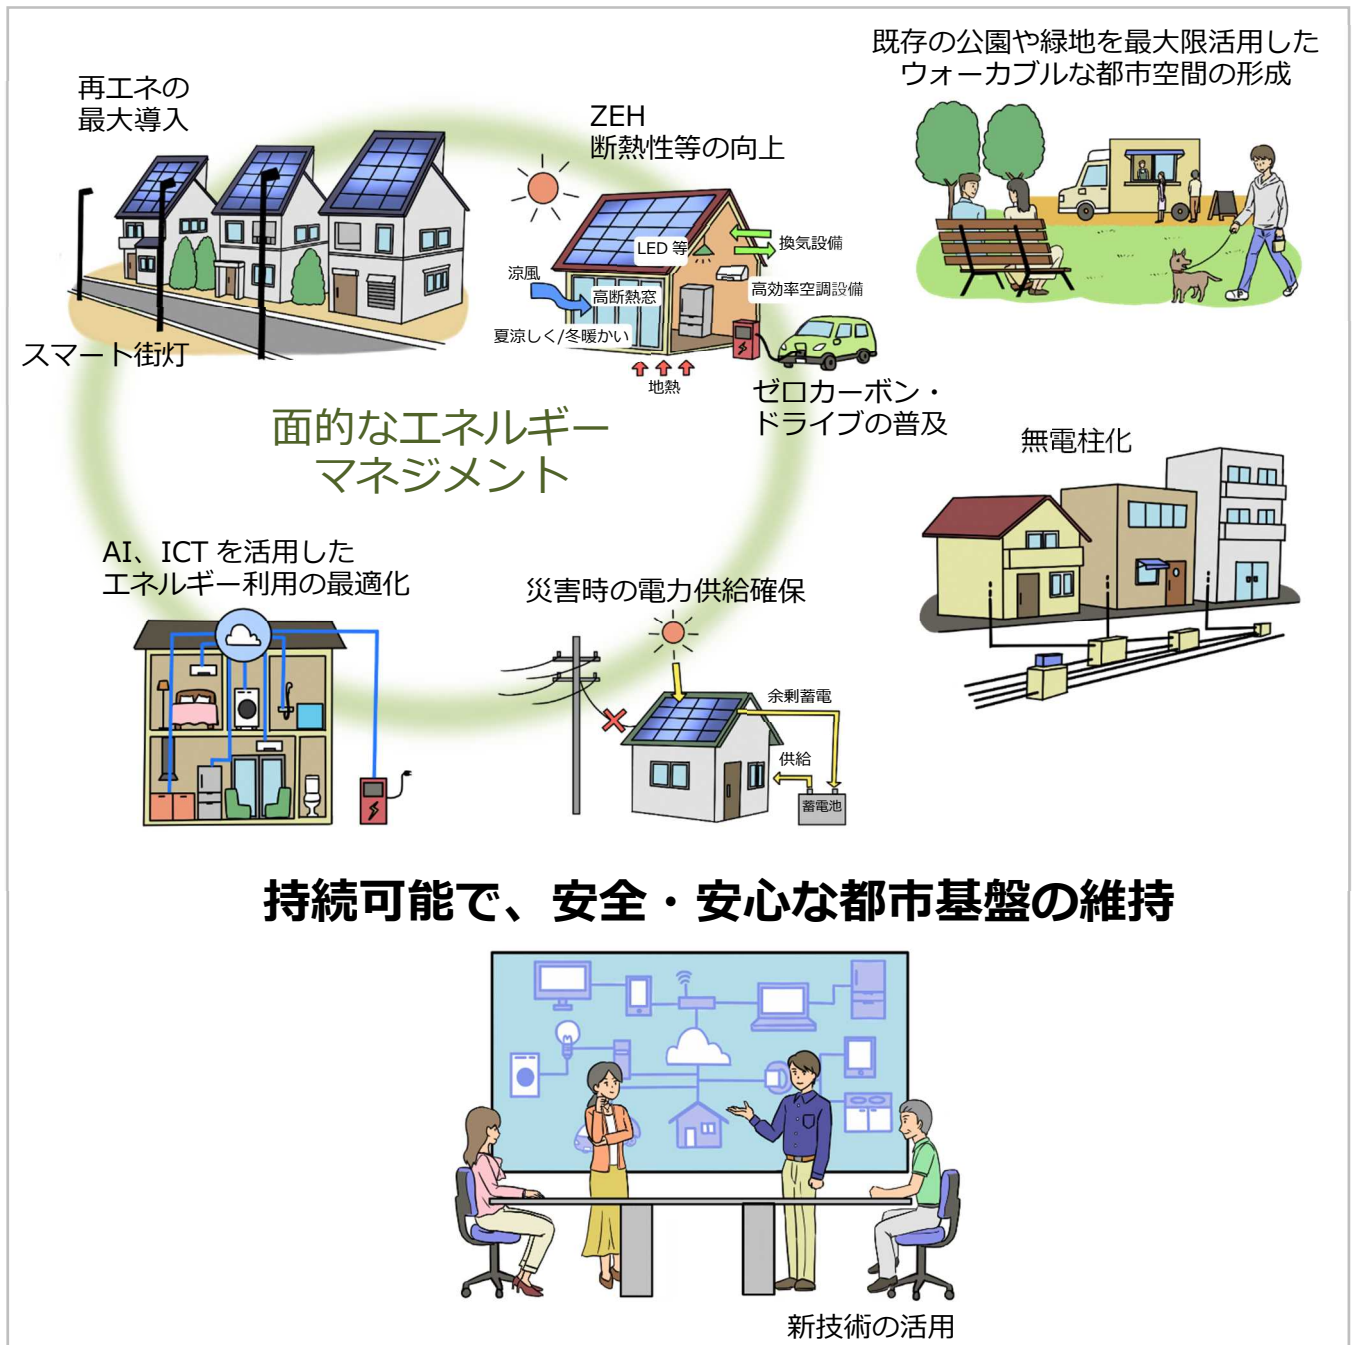 既存の公園や緑地を最大限活用した
ウォーカブルな都市空間の形成
再エネの
最大導入
ZEH
断熱性等の向上
LED 等
換気設備
涼風
高断熱窓
高効率空調設備
夏涼しく/冬暖かい
地熱
スマート街灯
ゼロカーボン・
ドライブの普及
面的なエネルギー
マネジメント
無電柱化
AI、ICT を活用した
エネルギー利用の最適化
災害時の電力供給確保
余剰蓄電
供給
蓄電池
持続可能で、安全・安心な都市基盤の維持
新技術の活用